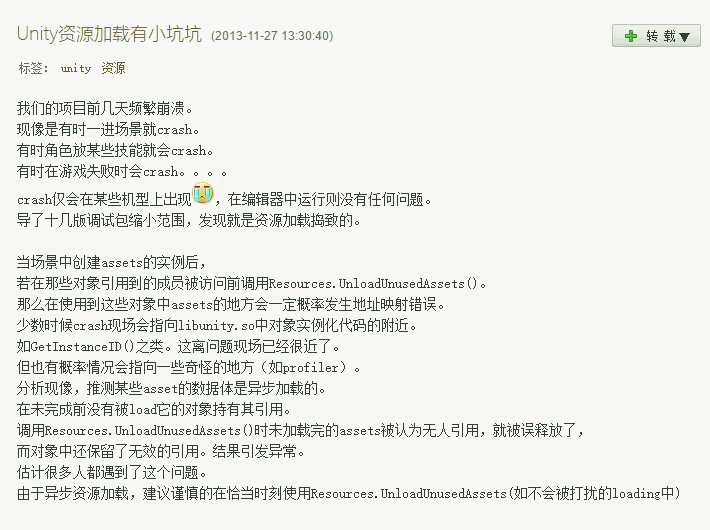 Unity资源加载有小坑坑 (2013-11-27 13:30:40)
转 载▼
标签： unity 资源
我们的项目前几天频繁崩溃。
现像是有时一进场景就crash。
有时角色放某些技能就会crash。
有时在游戏失败时会crash。。。。
crash仅会在某些机型上出现，在编辑器中运行则没有任何问题。
导了十几版调试包缩小范围，发现就是资源加载捣致的。
当场景中创建assets的实例后，
若在那些对象引用到的成员被访问前调用Resources.UnloadUnusedAssets()。
那么在使用到这些对象中assets的地方会一定概率发生地址映射错误。
少数时候crash现场会指向libunity.so中对象实例化代码的附近。
如GetInstanceID()之类。这离问题现场已经很近了。
但也有概率情况会指向一些奇怪的地方（如profiler）。
分析现像，推测某些asset的数据体是异步加载的。
在未完成前没有被load它的对象持有其引用。
调用Resources.UnloadUnusedAssets()时未加载完的assets被认为无人引用，就被误释放了，
而对象中还保留了无效的引用。结果引发异常。
估计很多人都遇到了这个问题。
由于异步资源加载，建议谨慎的在恰当时刻使用Resources.UnloadUnusedAssets(如不会被打扰的loading中)